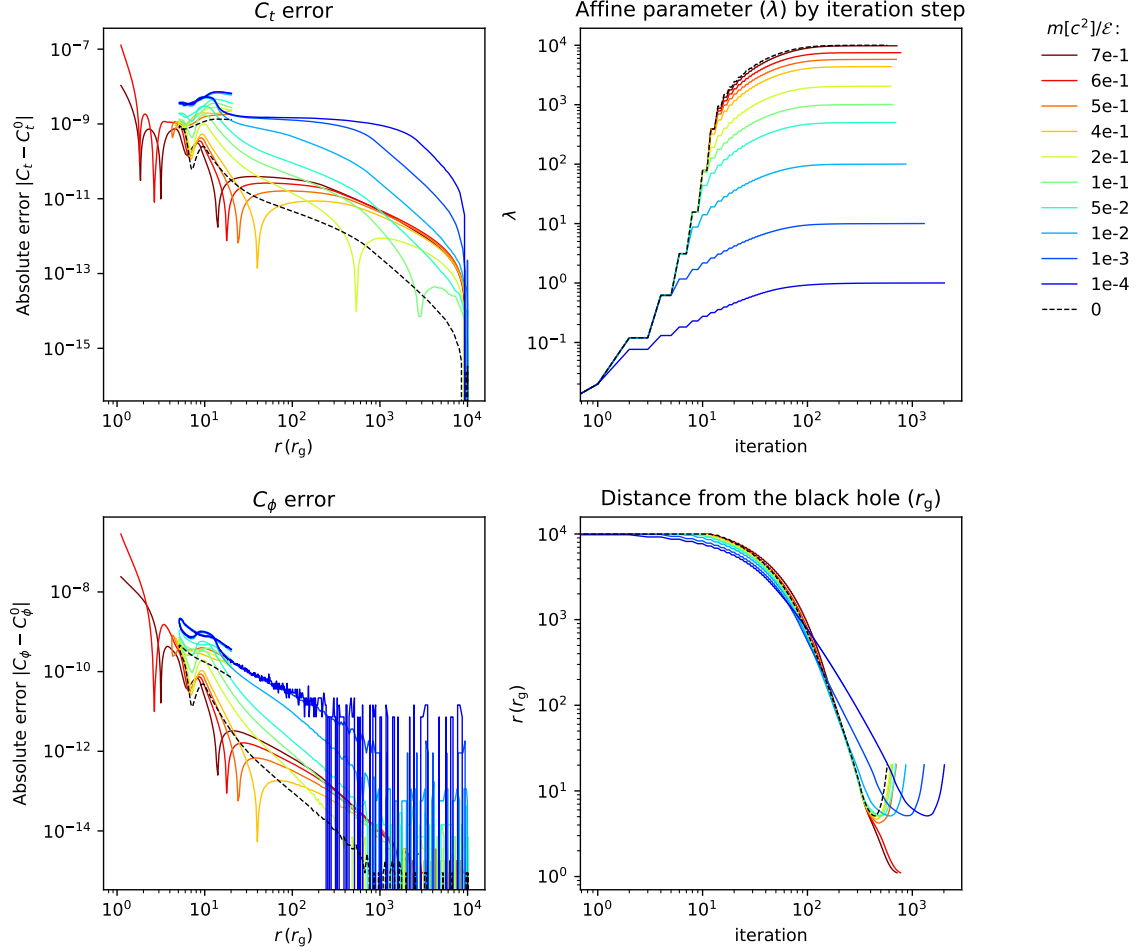 C_t error
10^{-7}
10^{-9}
10^{-11}
10^{-13}
10^{-15}
Absolute error |C_t − C_t^0|
10^0 10^1 10^2 10^3 10^4
r (r_g)
Affine parameter (λ) by iteration step
10^4
10^3
10^2
10^1
10^0
10^{-1}
λ
10^0 10^1 10^2 10^3
iteration
m[c^2]/ℰ:
7e-1
6e-1
5e-1
4e-1
2e-1
1e-1
5e-2
1e-2
1e-3
1e-4
0
C_ϕ error
10^{-8}
10^{-10}
10^{-12}
10^{-14}
Absolute error |C_ϕ − C_ϕ^0|
10^0 10^1 10^2 10^3 10^4
r (r_g)
Distance from the black hole (r_g)
10^4
10^3
10^2
10^1
10^0
r (r_g)
10^0 10^1 10^2 10^3
iteration